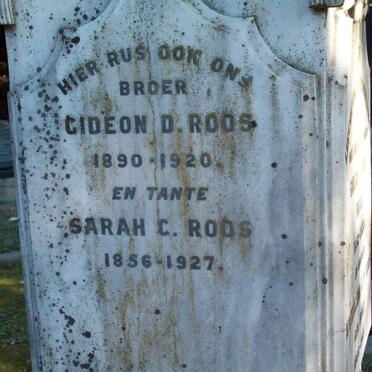 HIER RUS OOK ONS
BROER
GIDEON D. ROOS
1890-1920.
EN TANTE
SARAH C. ROOS
1856-1927.